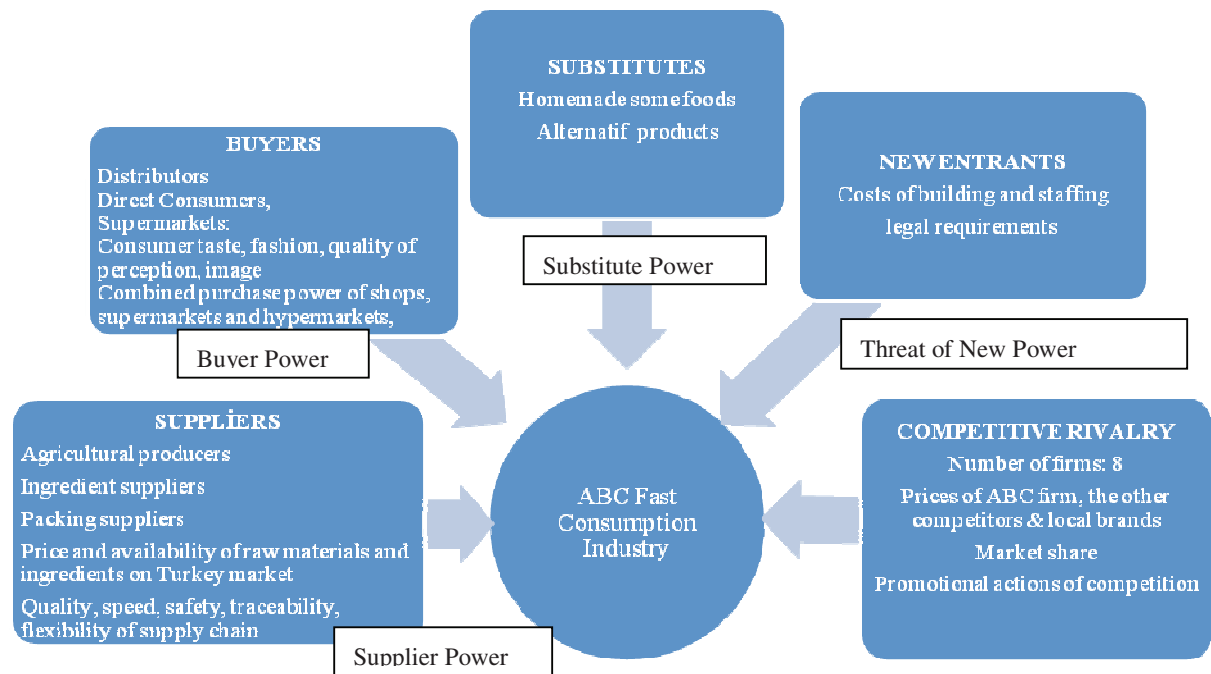 SUBSTITUTES
Homemade some foods
Alternatif products
BUYERS
Distributors
Direct Consumers,
Supermarkets:
Consumer taste, fashion, quality of
perception, image
Combined purchase power of shops,
supermarkets and hypermarkets,
NEW ENTRANTS
Costs of building and staffing
legal requirements
Substitute Power
Buyer Power
Threat of New Power
SUPPLİERS
Agricultural producers
Ingredient suppliers
Packing suppliers
Price and availability of raw materials and
ingredients on Turkey market
Quality, speed, safety, traceability,
flexibility of supply chain
Supplier Power
ABC Fast
Consumption
Industry
COMPETITIVE RIVALRY
Number of firms: 8
Prices of ABC firm, the other
competitors & local brands
Market share
Promotional actions of competition